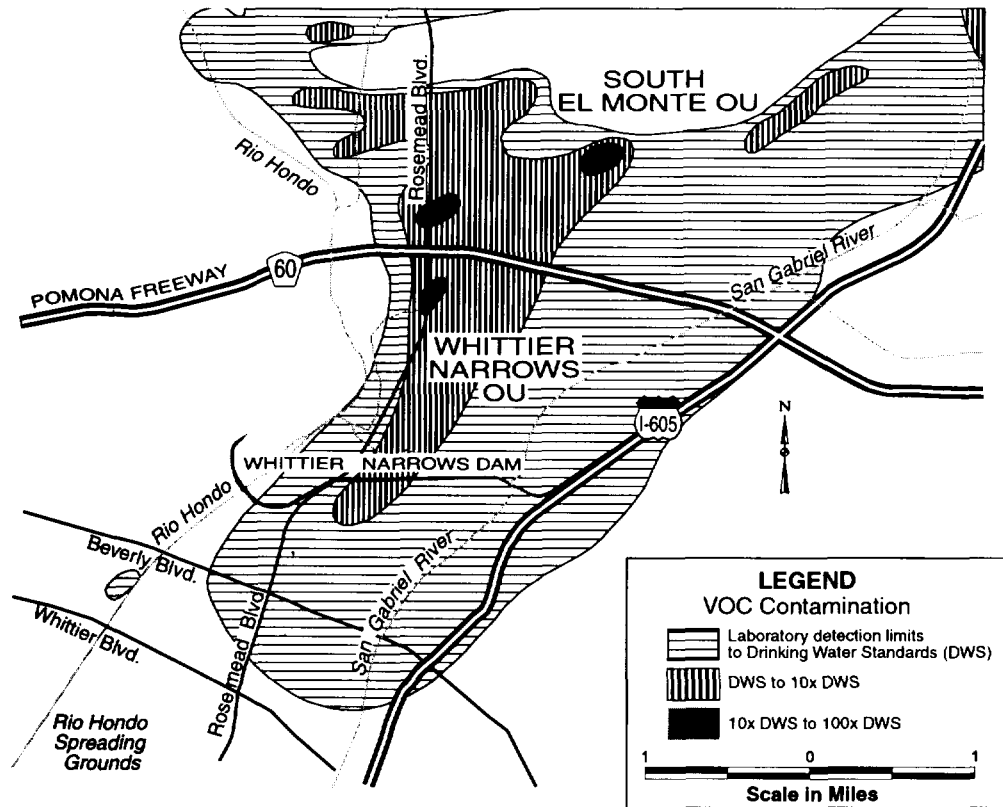 SOUTH
EL MONTE OU
Rosemead Blvd.
Rio Hondo
POMONA FREEWAY
60
San Gabriel River
WHITTIER
NARROWS
OU
I-605
N
WHITTIER NARROWS DAM
Rio Hondo
Beverly Blvd.
Whittier Blvd.
Rosemead Blvd.
San Gabriel River
Rio Hondo
Spreading
Grounds
LEGEND
VOC Contamination
Laboratory detection limits
to Drinking Water Standards (DWS)
DWS to 10x DWS
10x DWS to 100x DWS
1 0 1
Scale in Miles